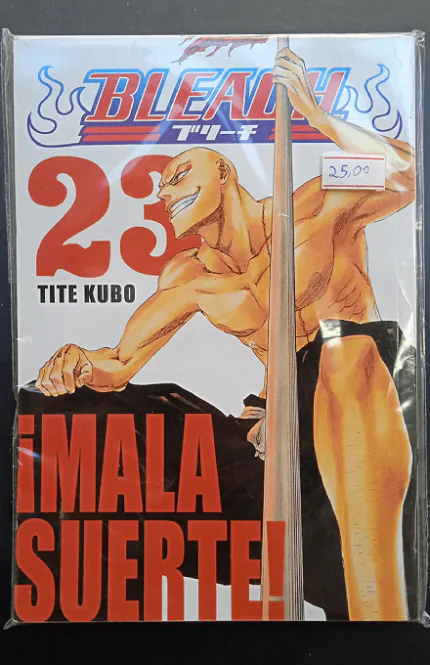 BLEACH
ブリーチ
23
25,00
TITE KUBO
¡MALA
SUERTE!